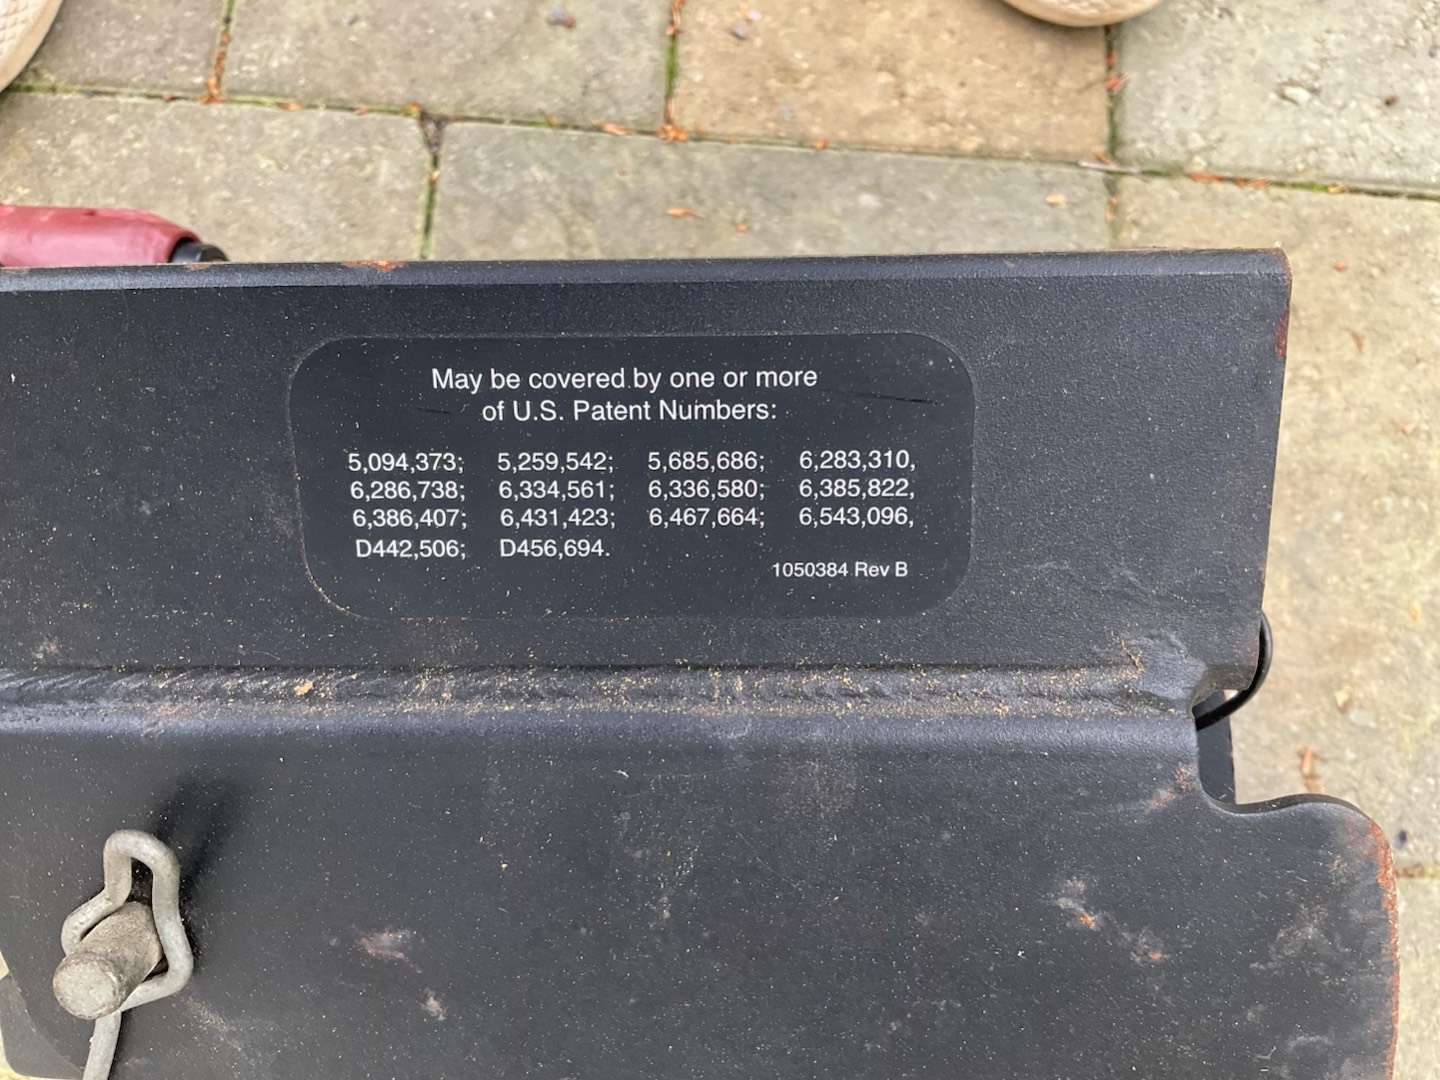 May be covered by one or more
of U.S. Patent Numbers:
5,094,373; 5,259,542; 5,685,686; 6,283,310,
6,286,738; 6,334,561; 6,336,580; 6,385,822,
6,386,407; 6,431,423; 6,467,664; 6,543,096,
D442,506; D456,694.
1050384 Rev B